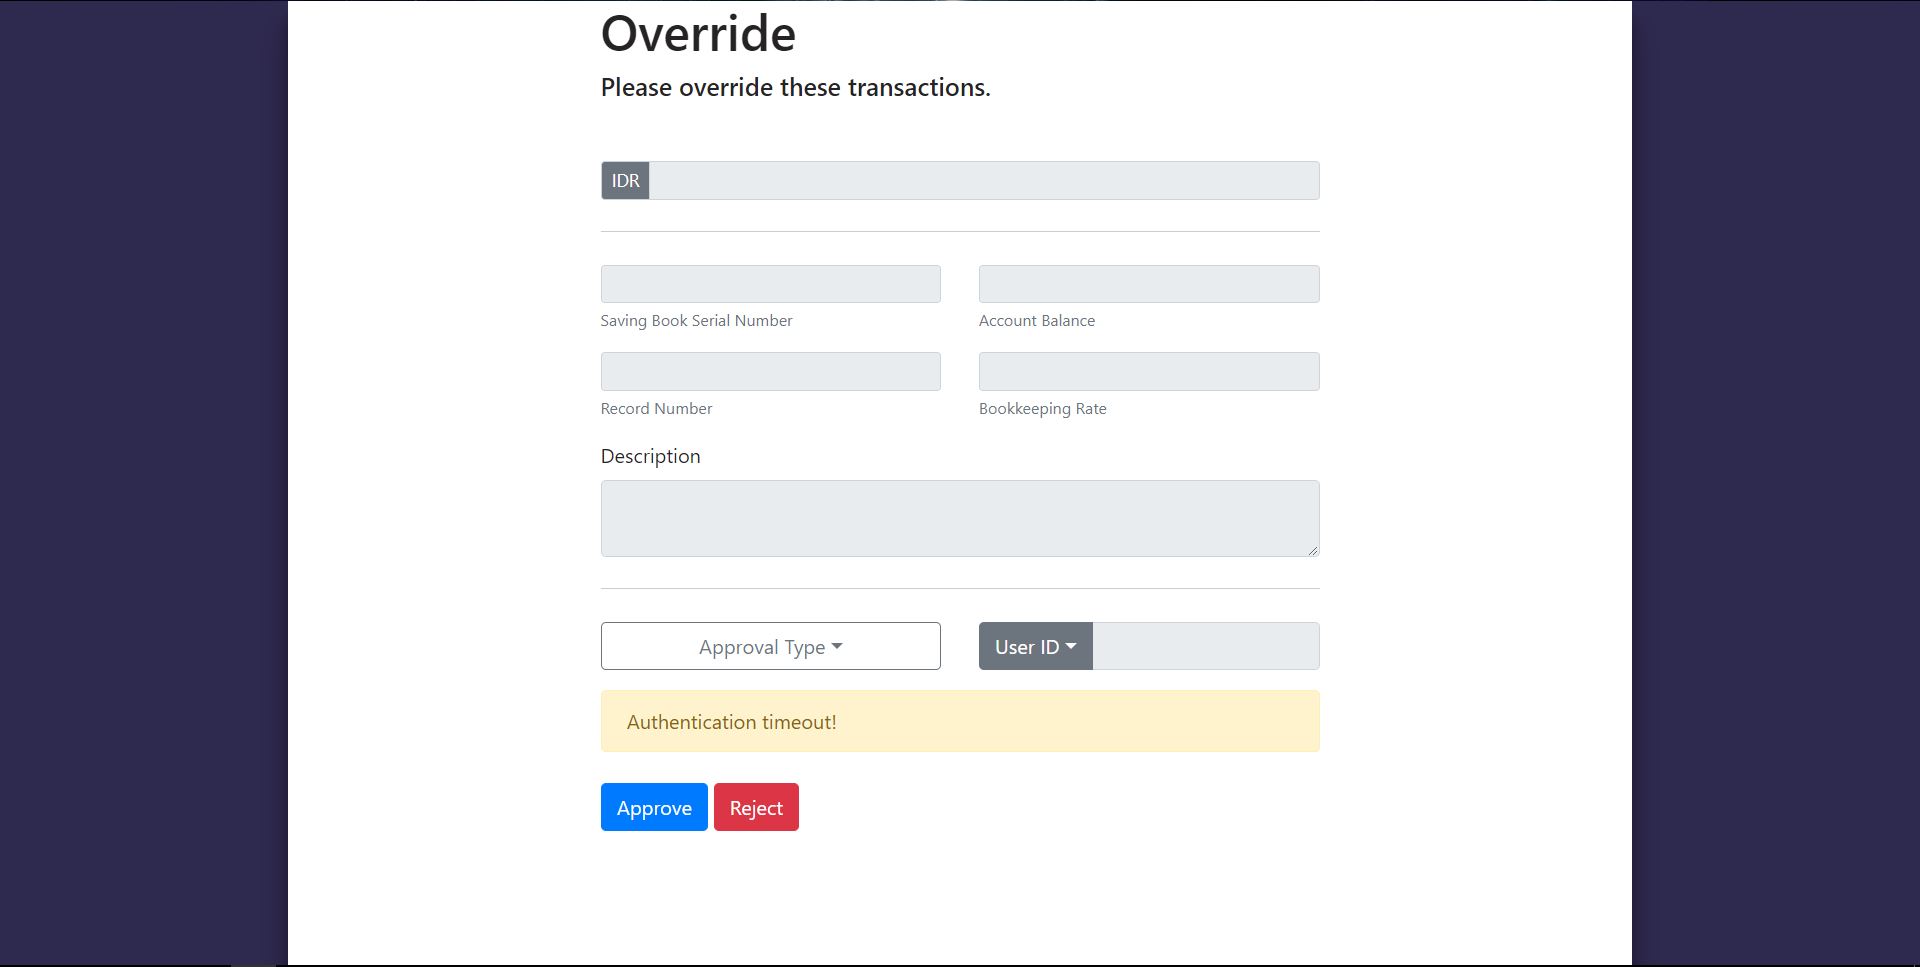 Override
Please override these transactions.
IDR
Saving Book Serial Number
Account Balance
Record Number
Bookkeeping Rate
Description
Approval Type
User ID
Authentication timeout!
Approve
Reject